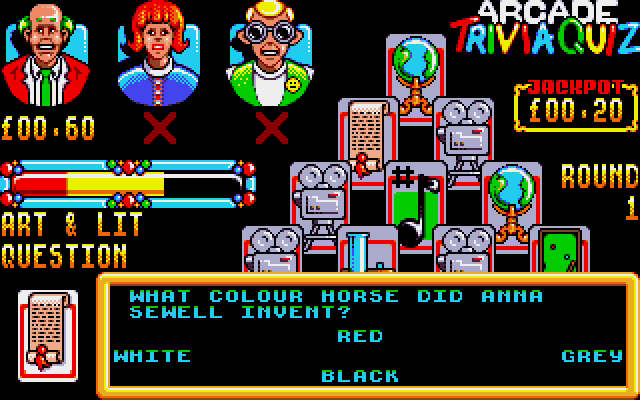 ARCADE
TRIVIA QUIZ
JACKPOT
£00.20
£00.60
ROUND
1
ART & LIT
QUESTION
WHAT COLOUR HORSE DID ANNA
SEWELL INVENT?
RED
WHITE GREY
BLACK